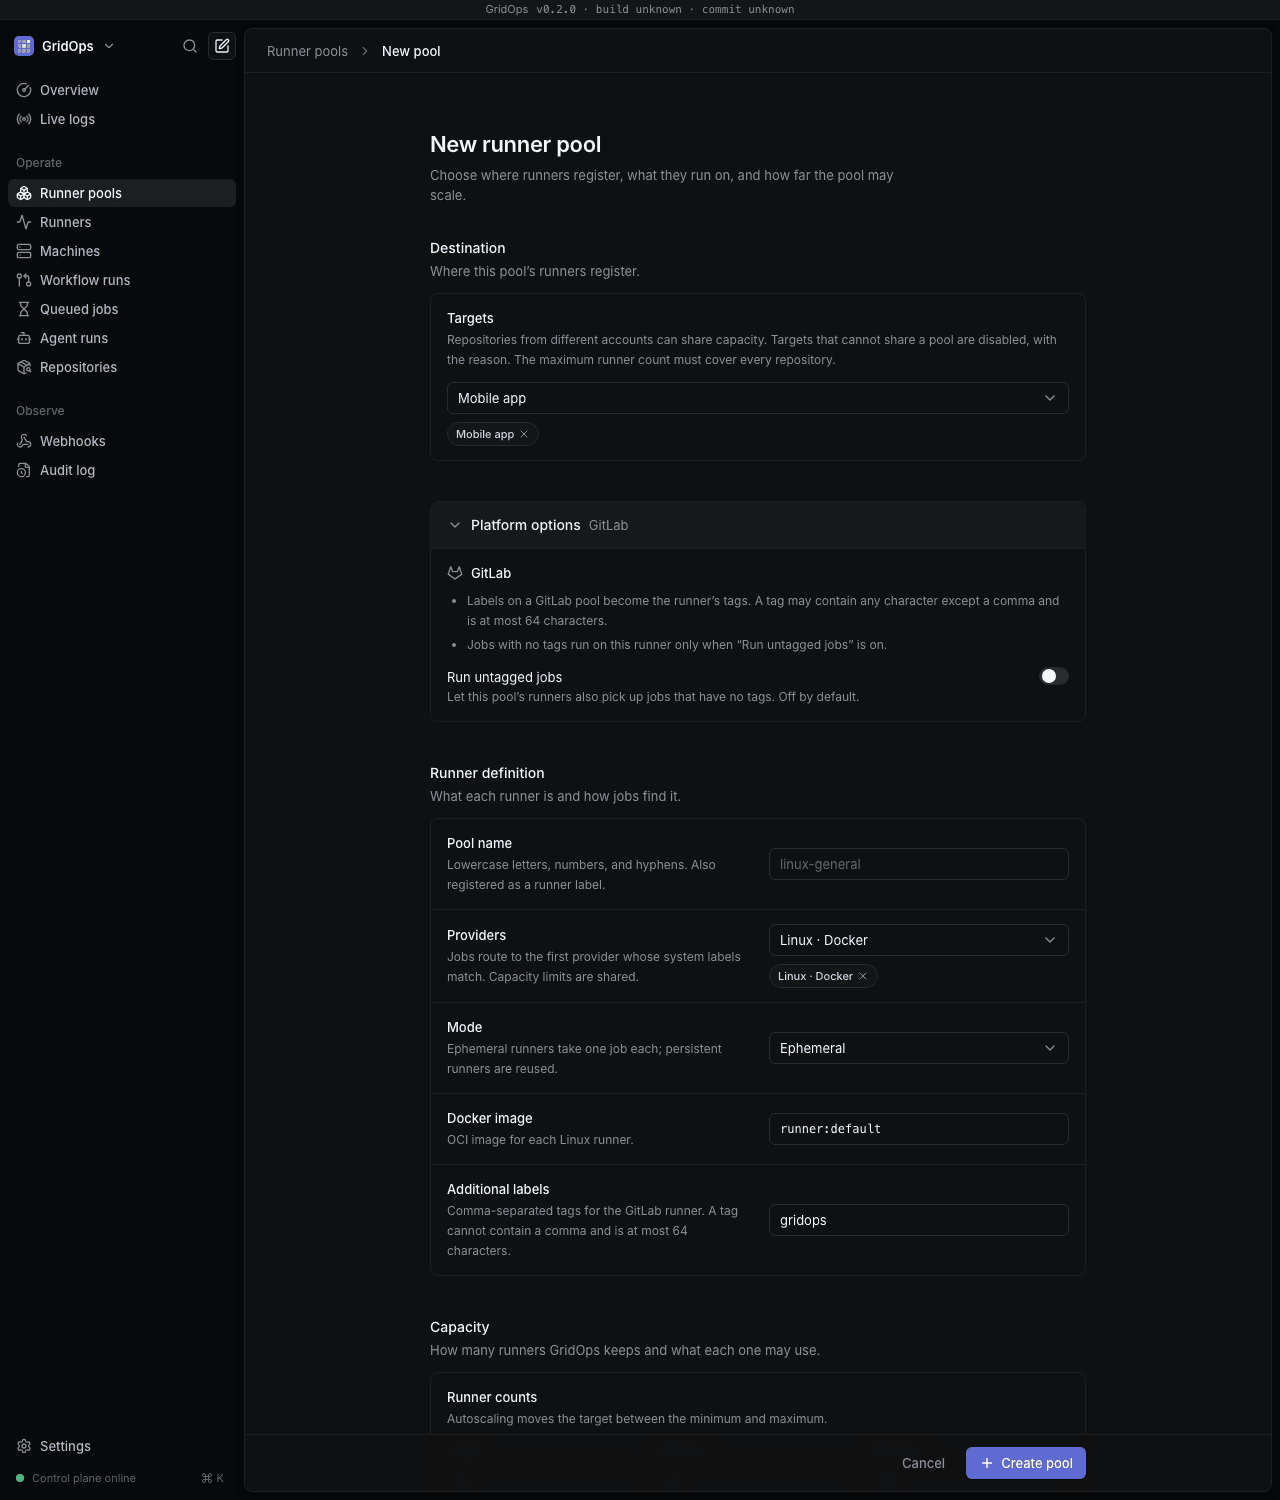 GridOps v0.2.0 · build unknown · commit unknown
GridOps
Overview
Live logs
Operate
Runner pools
Runners
Machines
Workflow runs
Queued jobs
Agent runs
Repositories
Observe
Webhooks
Audit log
Settings
Control plane online ⌘ K
Runner pools › New pool
New runner pool
Choose where runners register, what they run on, and how far the pool may
scale.
Destination
Where this pool’s runners register.
Targets
Repositories from different accounts can share capacity. Targets that cannot share a pool are disabled, with
the reason. The maximum runner count must cover every repository.
Mobile app
Mobile app ×
Platform options GitLab
GitLab
• Labels on a GitLab pool become the runner’s tags. A tag may contain any character except a comma and
is at most 64 characters.
• Jobs with no tags run on this runner only when “Run untagged jobs” is on.
Run untagged jobs
Let this pool’s runners also pick up jobs that have no tags. Off by default.
Runner definition
What each runner is and how jobs find it.
Pool name
Lowercase letters, numbers, and hyphens. Also
registered as a runner label.
linux-general
Providers
Jobs route to the first provider whose system labels
match. Capacity limits are shared.
Linux · Docker
Linux · Docker ×
Mode
Ephemeral runners take one job each; persistent
runners are reused.
Ephemeral
Docker image
OCI image for each Linux runner.
runner:default
Additional labels
Comma-separated tags for the GitLab runner. A tag
cannot contain a comma and is at most 64
characters.
gridops
Capacity
How many runners GridOps keeps and what each one may use.
Runner counts
Autoscaling moves the target between the minimum and maximum.
Cancel
+ Create pool